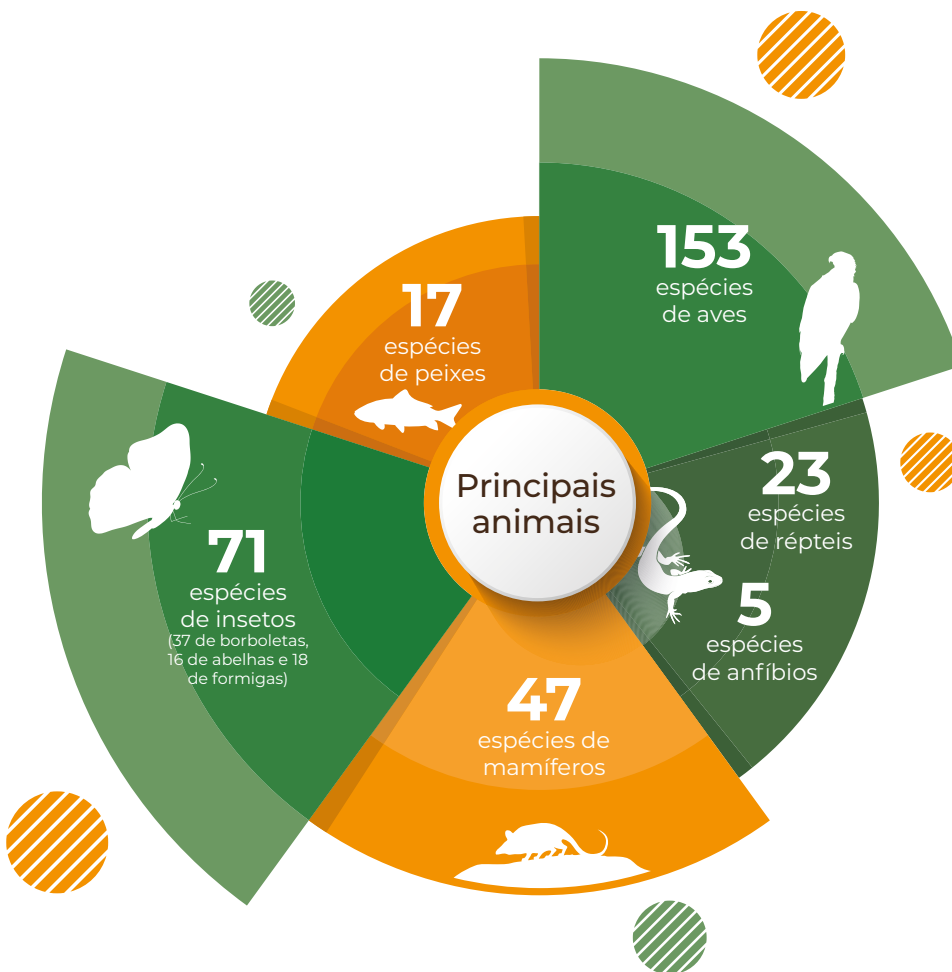 153
espécies
de aves
17
espécies
de peixes
Principais
animais
23
espécies
de répteis
5
espécies
de anfíbios
71
espécies
de insetos
(37 de borboletas,
16 de abelhas e 18
de formigas)
47
espécies de
mamíferos